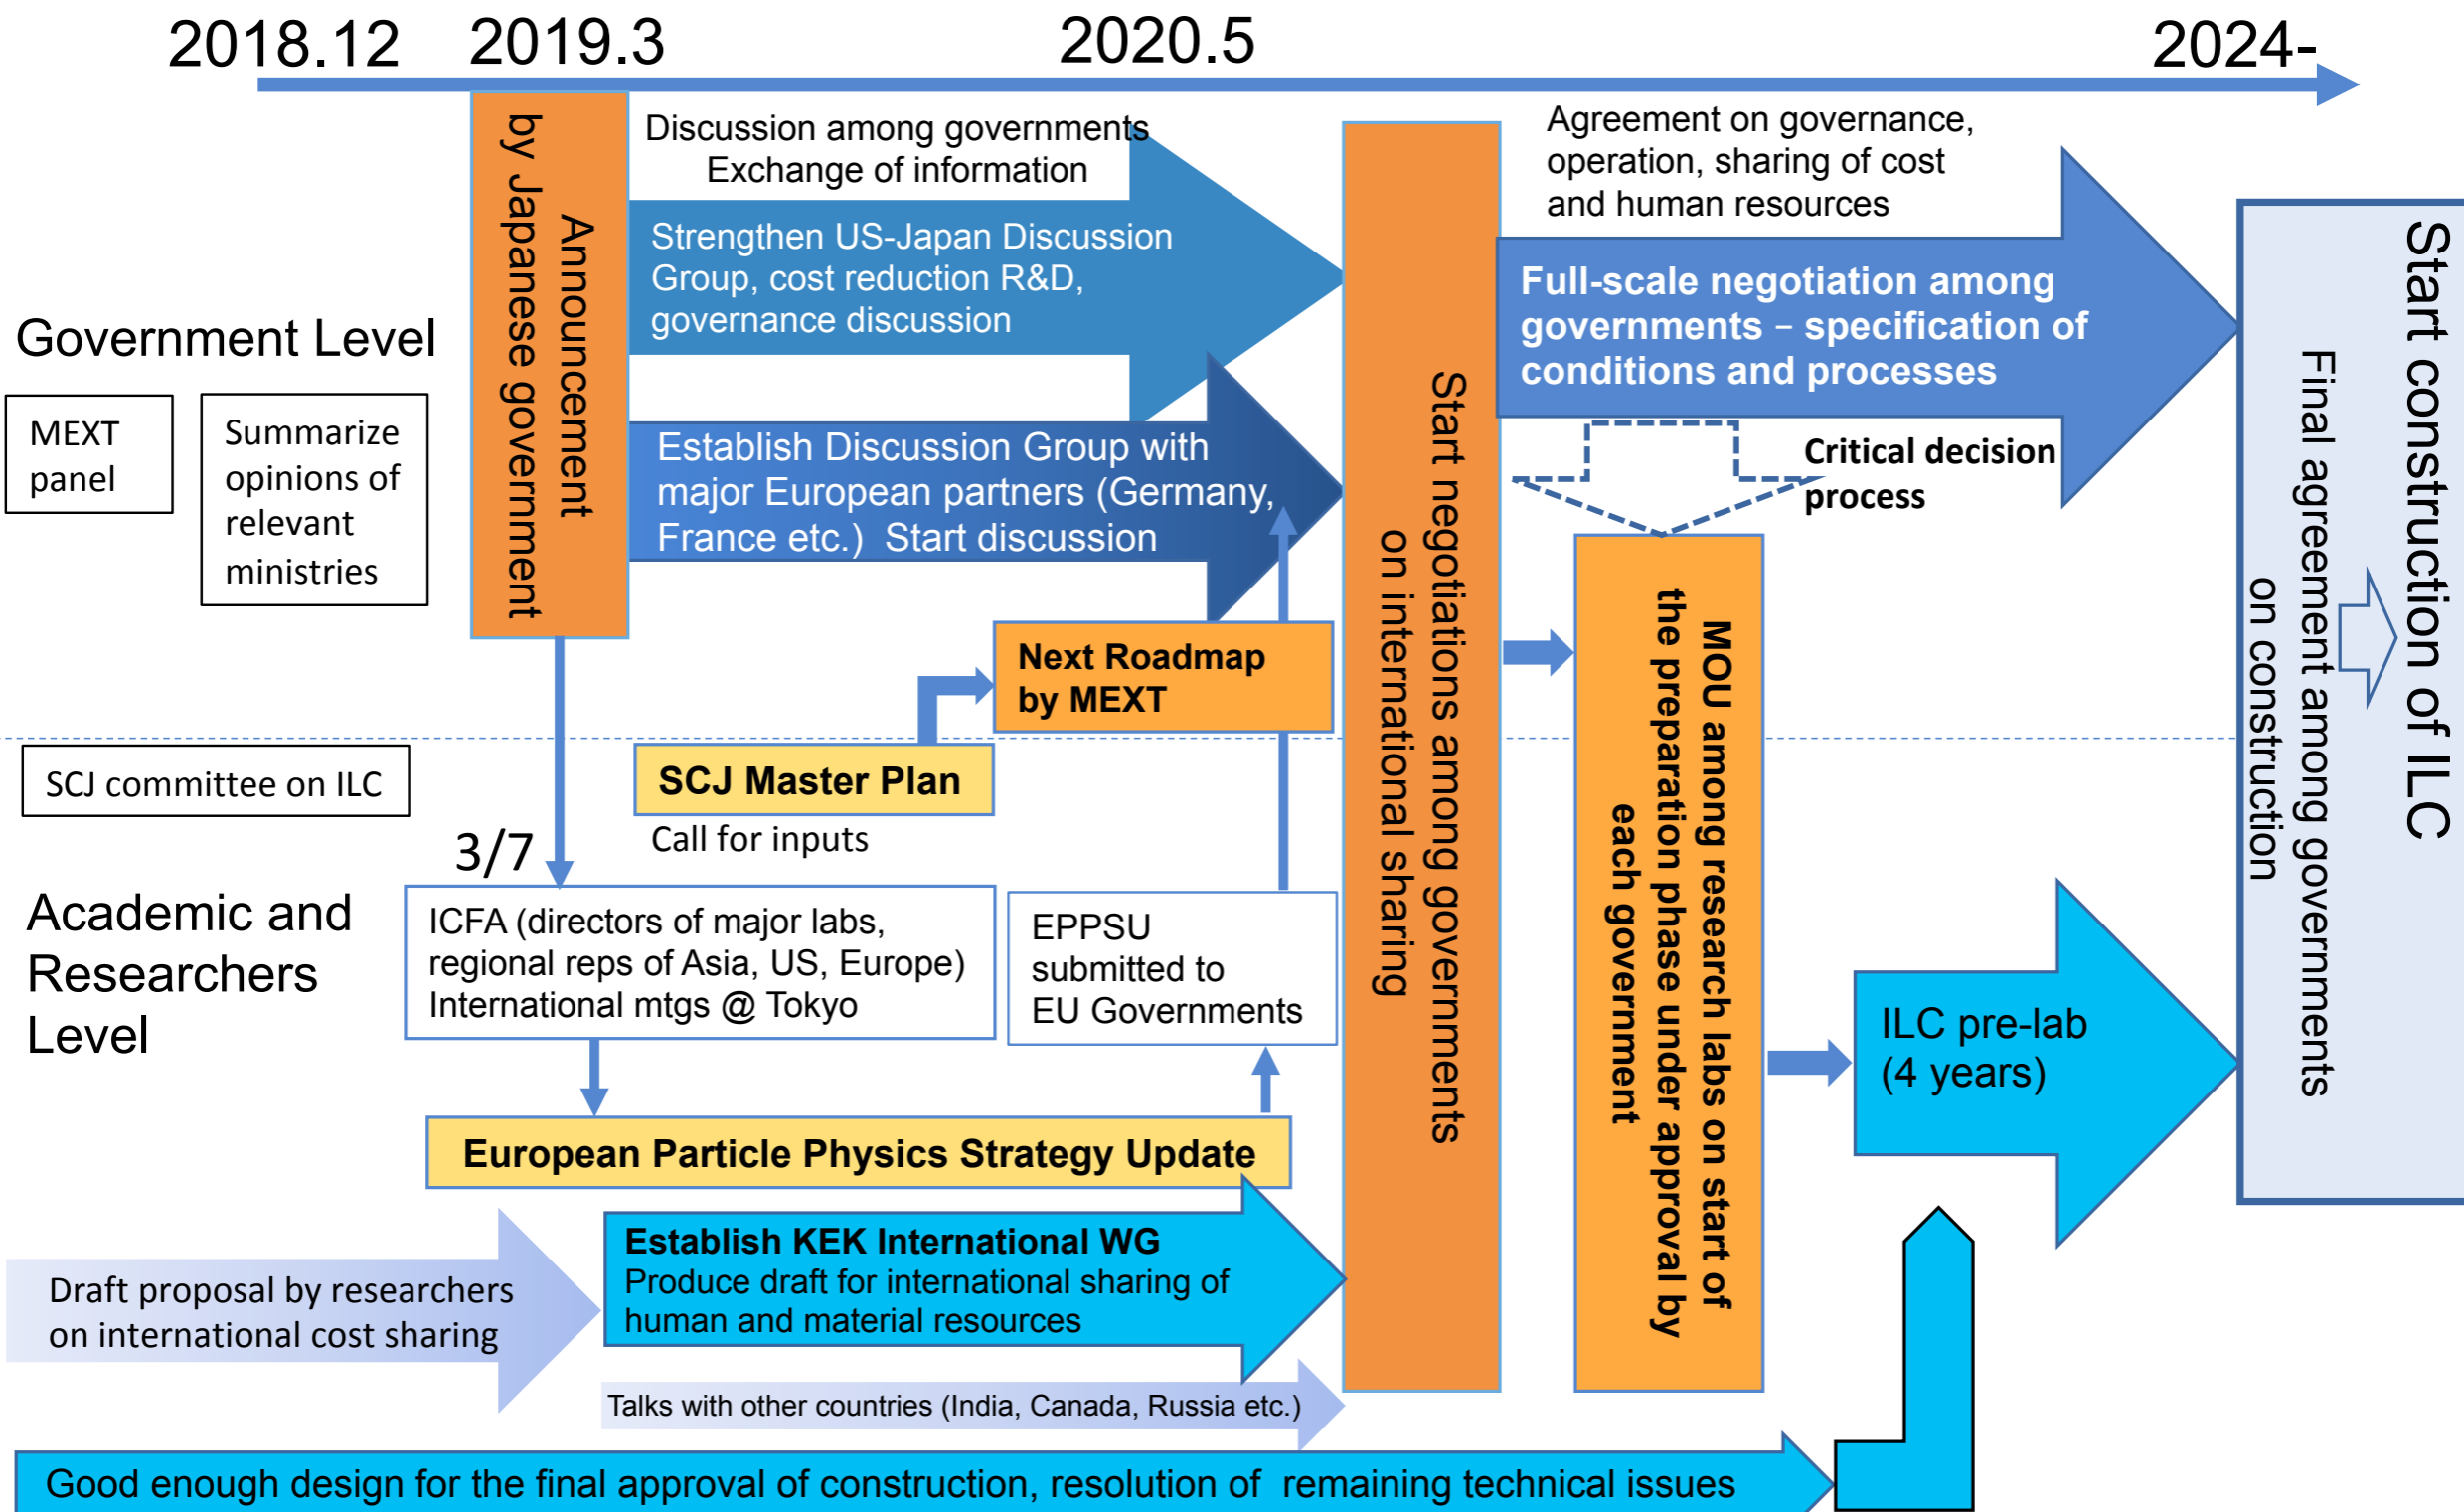 2018.12
2019.3
2020.5
2024-
Announcement
by Japanese government
Discussion among governments
Exchange of information
Strengthen US-Japan Discussion
Group, cost reduction R&D,
governance discussion
Agreement on governance,
operation, sharing of cost
and human resources
Full-scale negotiation among
governments – specification of
conditions and processes
Government Level
MEXT
panel
Summarize
opinions of
relevant
ministries
Establish Discussion Group with
major European partners (Germany,
France etc.)  Start discussion
Critical decision
process
Start negotiations among governments
on international sharing
MOU among research labs on start of
the preparation phase under approval by
each government
Start construction of ILC
Final agreement among governments
on construction
Next Roadmap
by MEXT
SCJ committee on ILC
SCJ Master Plan
Call for inputs
3/7
Academic and
Researchers
Level
ICFA (directors of major labs,
regional reps of Asia, US, Europe)
International mtgs @ Tokyo
EPPSU
submitted to
EU Governments
ILC pre-lab
(4 years)
European Particle Physics Strategy Update
Draft proposal by researchers
on international cost sharing
Establish KEK International WG
Produce draft for international sharing of
human and material resources
Talks with other countries (India, Canada, Russia etc.)
Good enough design for the final approval of construction, resolution of  remaining technical issues